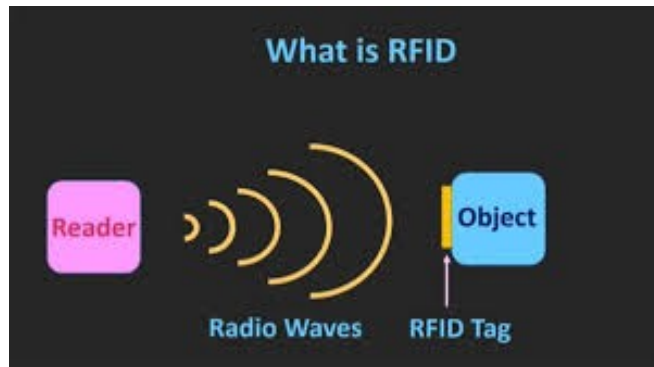 What is RFID
Reader
Object
Radio Waves
RFID Tag